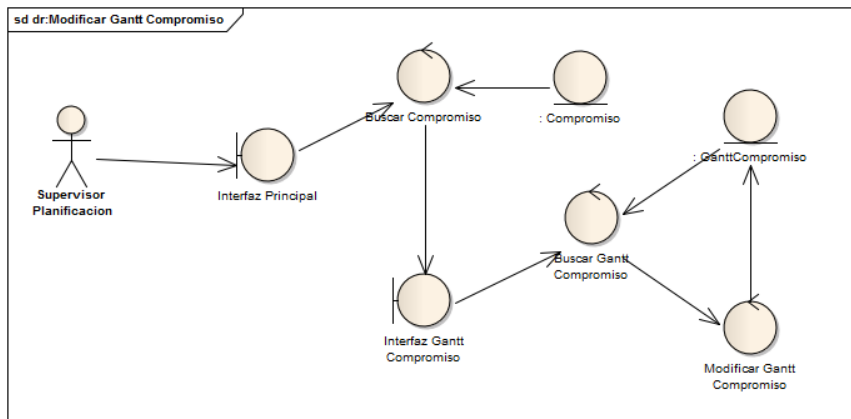 sd dr:Modificar Gantt Compromiso
Buscar Compromiso
: Compromiso
: GanttCompromiso
Supervisor
Planificacion
Interfaz Principal
Buscar Gantt
Compromiso
Interfaz Gantt
Compromiso
Modificar Gantt
Compromiso